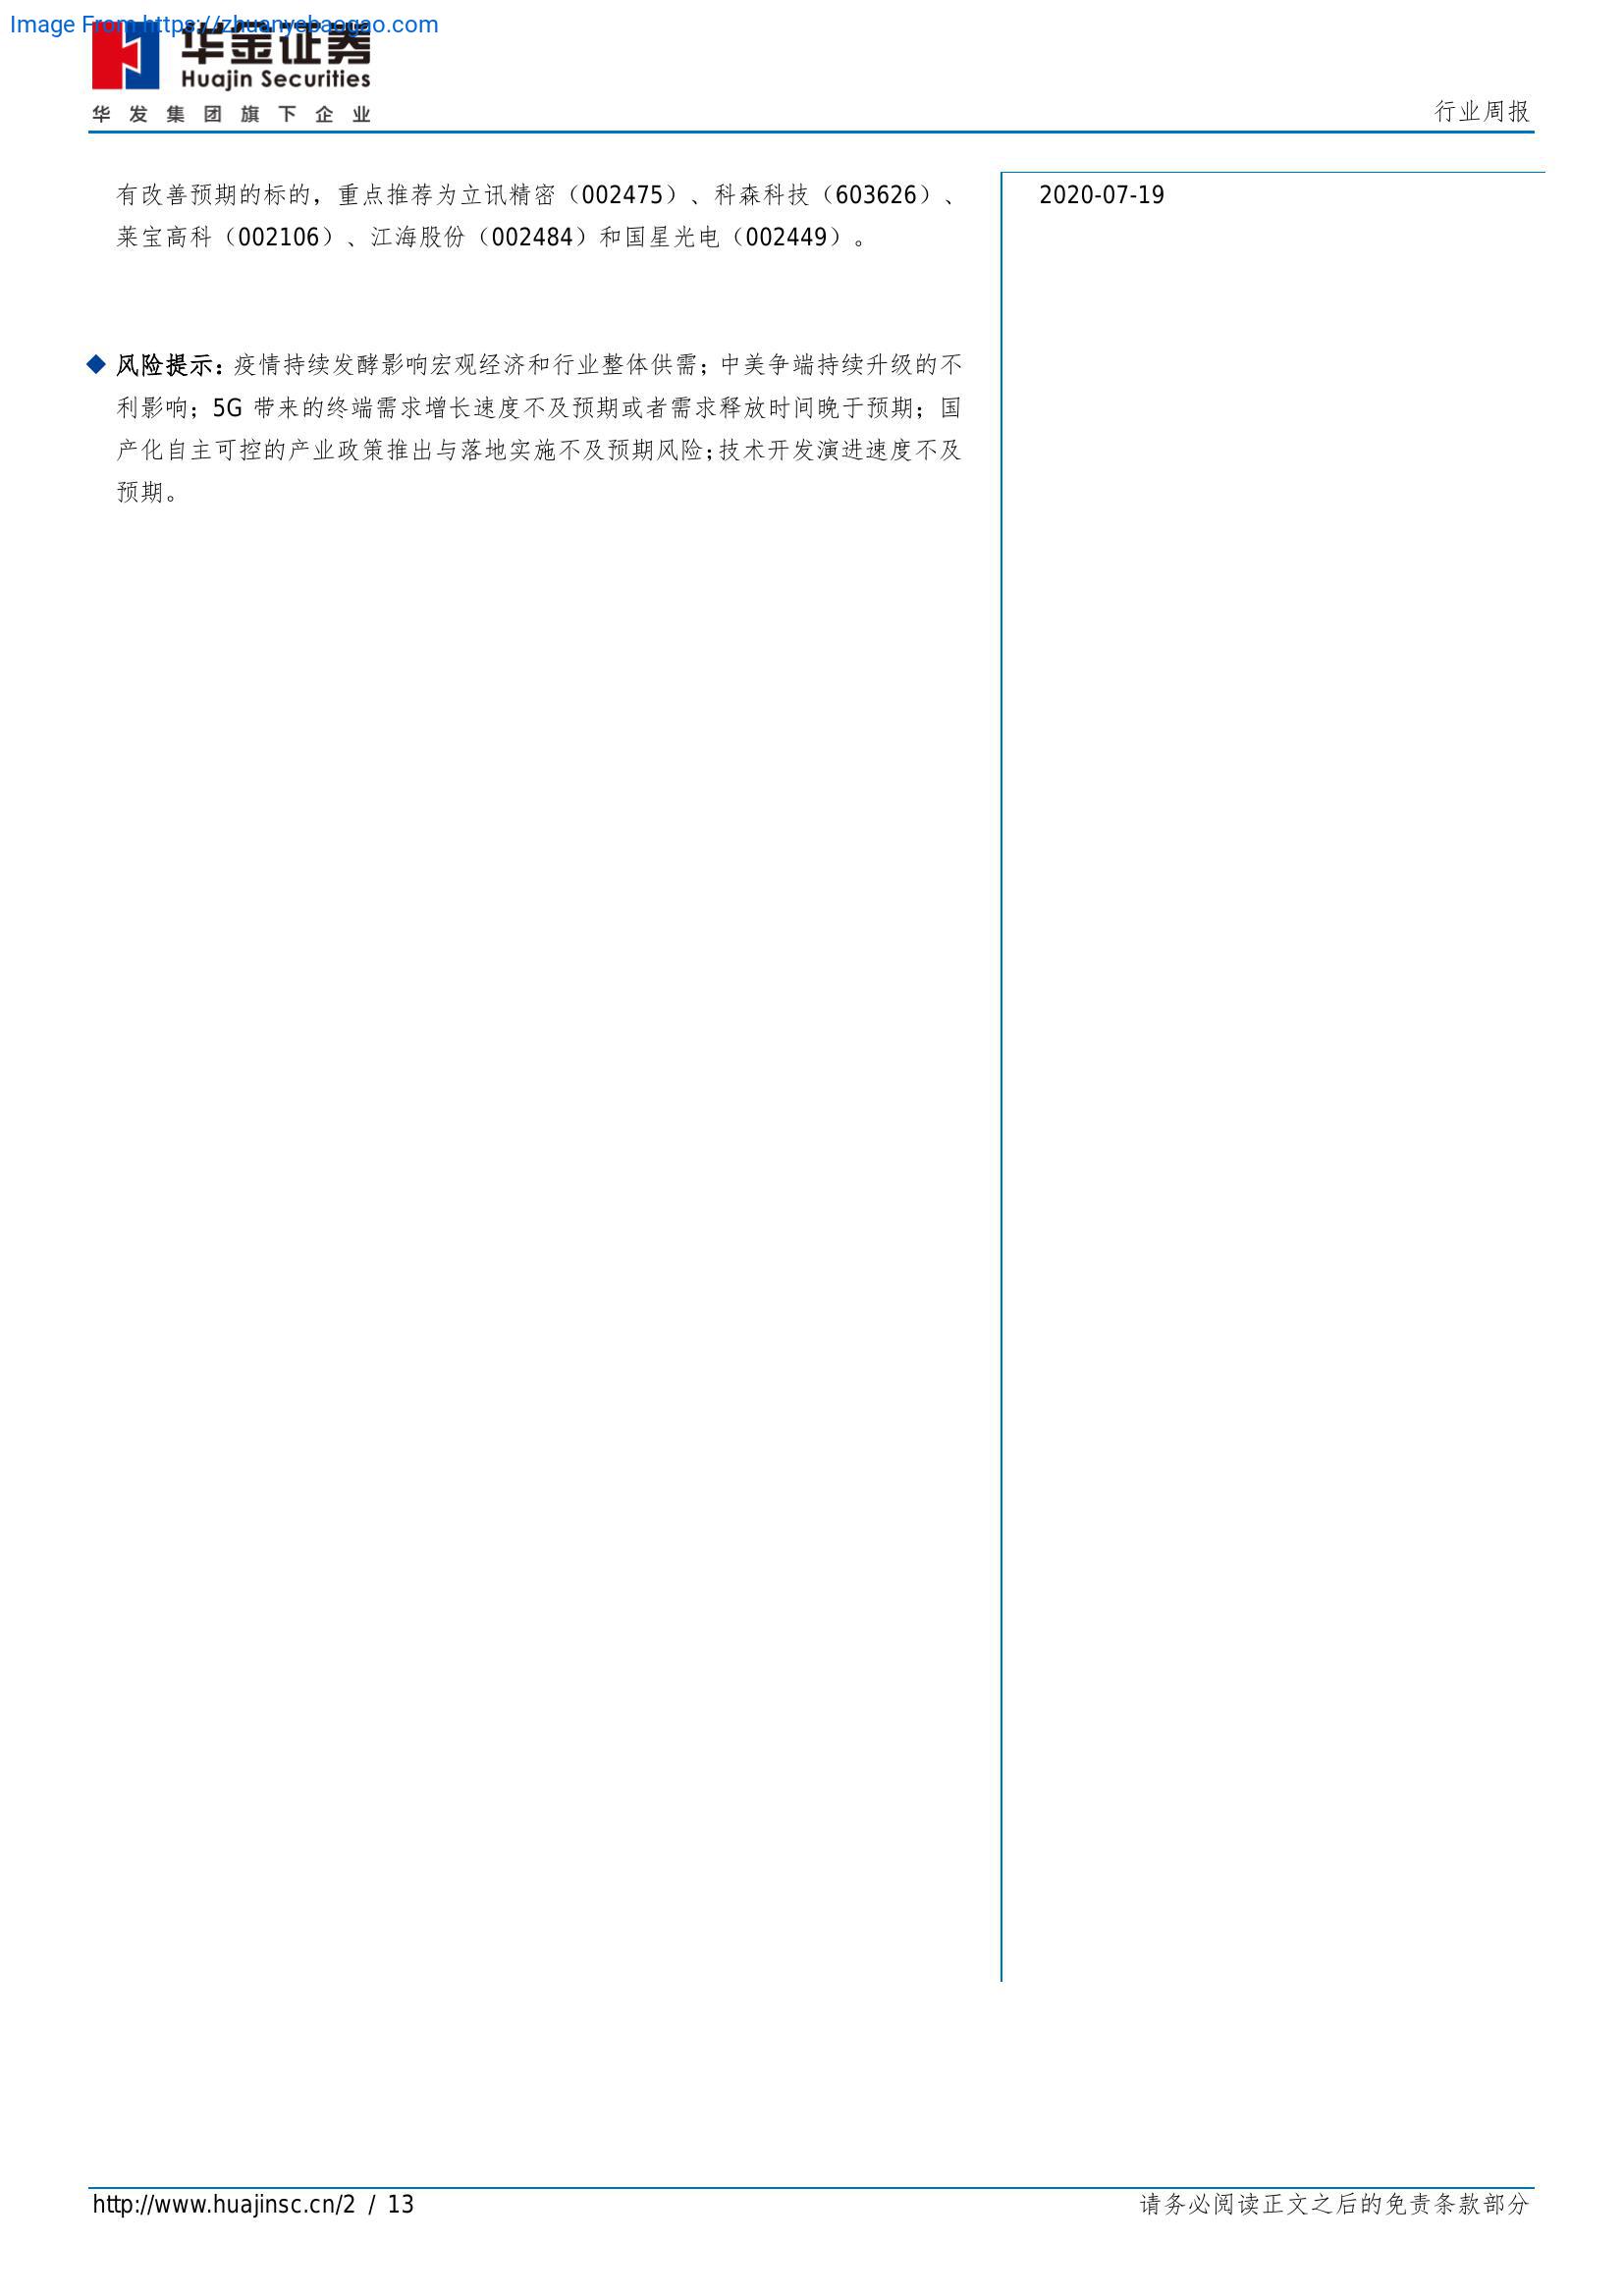 Image From https://zhuanyebaogao.com
华金证券
Huajin Securities
华发集团旗下企业
行业周报
有改善预期的标的，重点推荐为立讯精密（002475）、科森科技（603626）、
莱宝高科（002106）、江海股份（002484）和国星光电（002449）。
2020-07-19
◆ 风险提示：疫情持续发酵影响宏观经济和行业整体供需；中美争端持续升级的不
利影响；5G 带来的终端需求增长速度不及预期或者需求释放时间晚于预期；国
产化自主可控的产业政策推出与落地实施不及预期风险；技术开发演进速度不及
预期。
http://www.huajinsc.cn/2 / 13
请务必阅读正文之后的免责条款部分